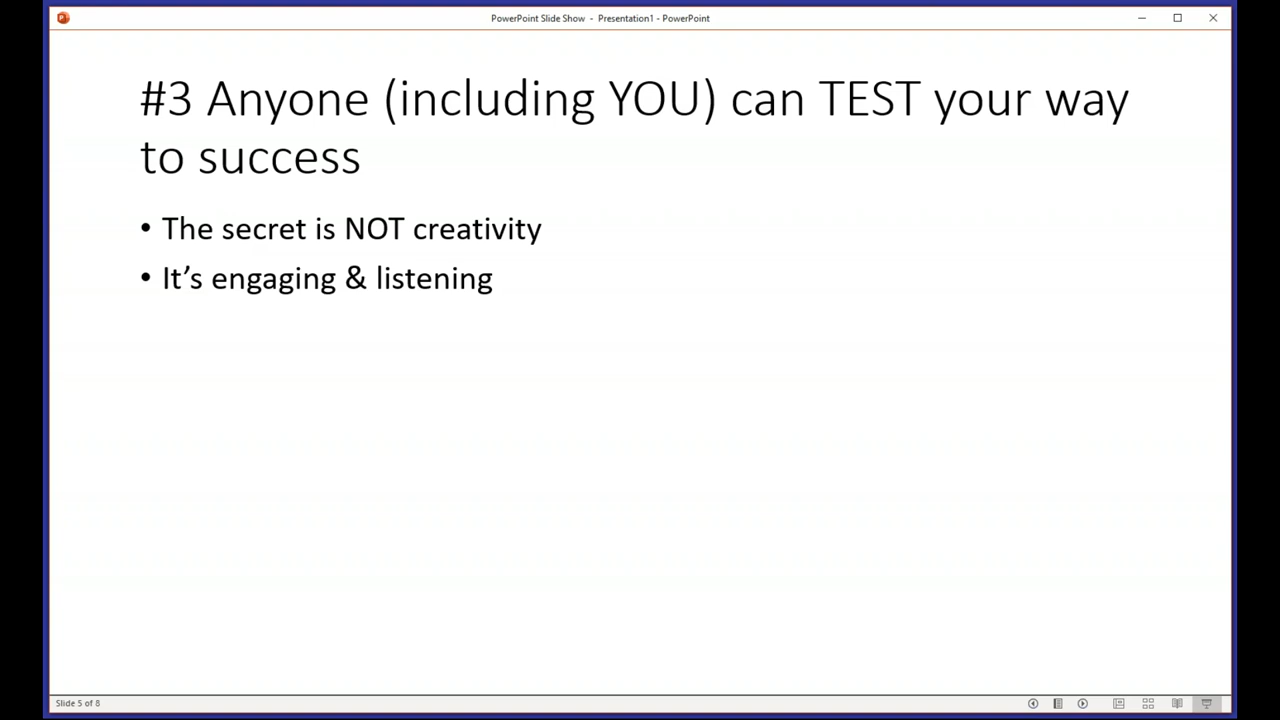 PowerPoint Slide Show - Presentation1 - PowerPoint
#3 Anyone (including YOU) can TEST your way
to success
• The secret is NOT creativity
• It’s engaging & listening
Slide 5 of 8